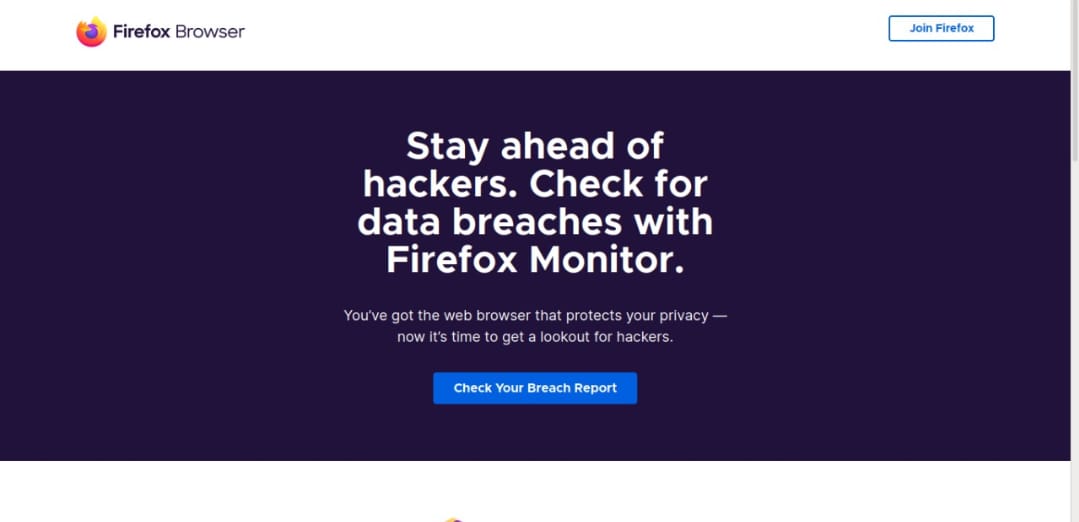 Firefox Browser
Join Firefox
Stay ahead of
hackers. Check for
data breaches with
Firefox Monitor.
You’ve got the web browser that protects your privacy —
now it’s time to get a lookout for hackers.
Check Your Breach Report